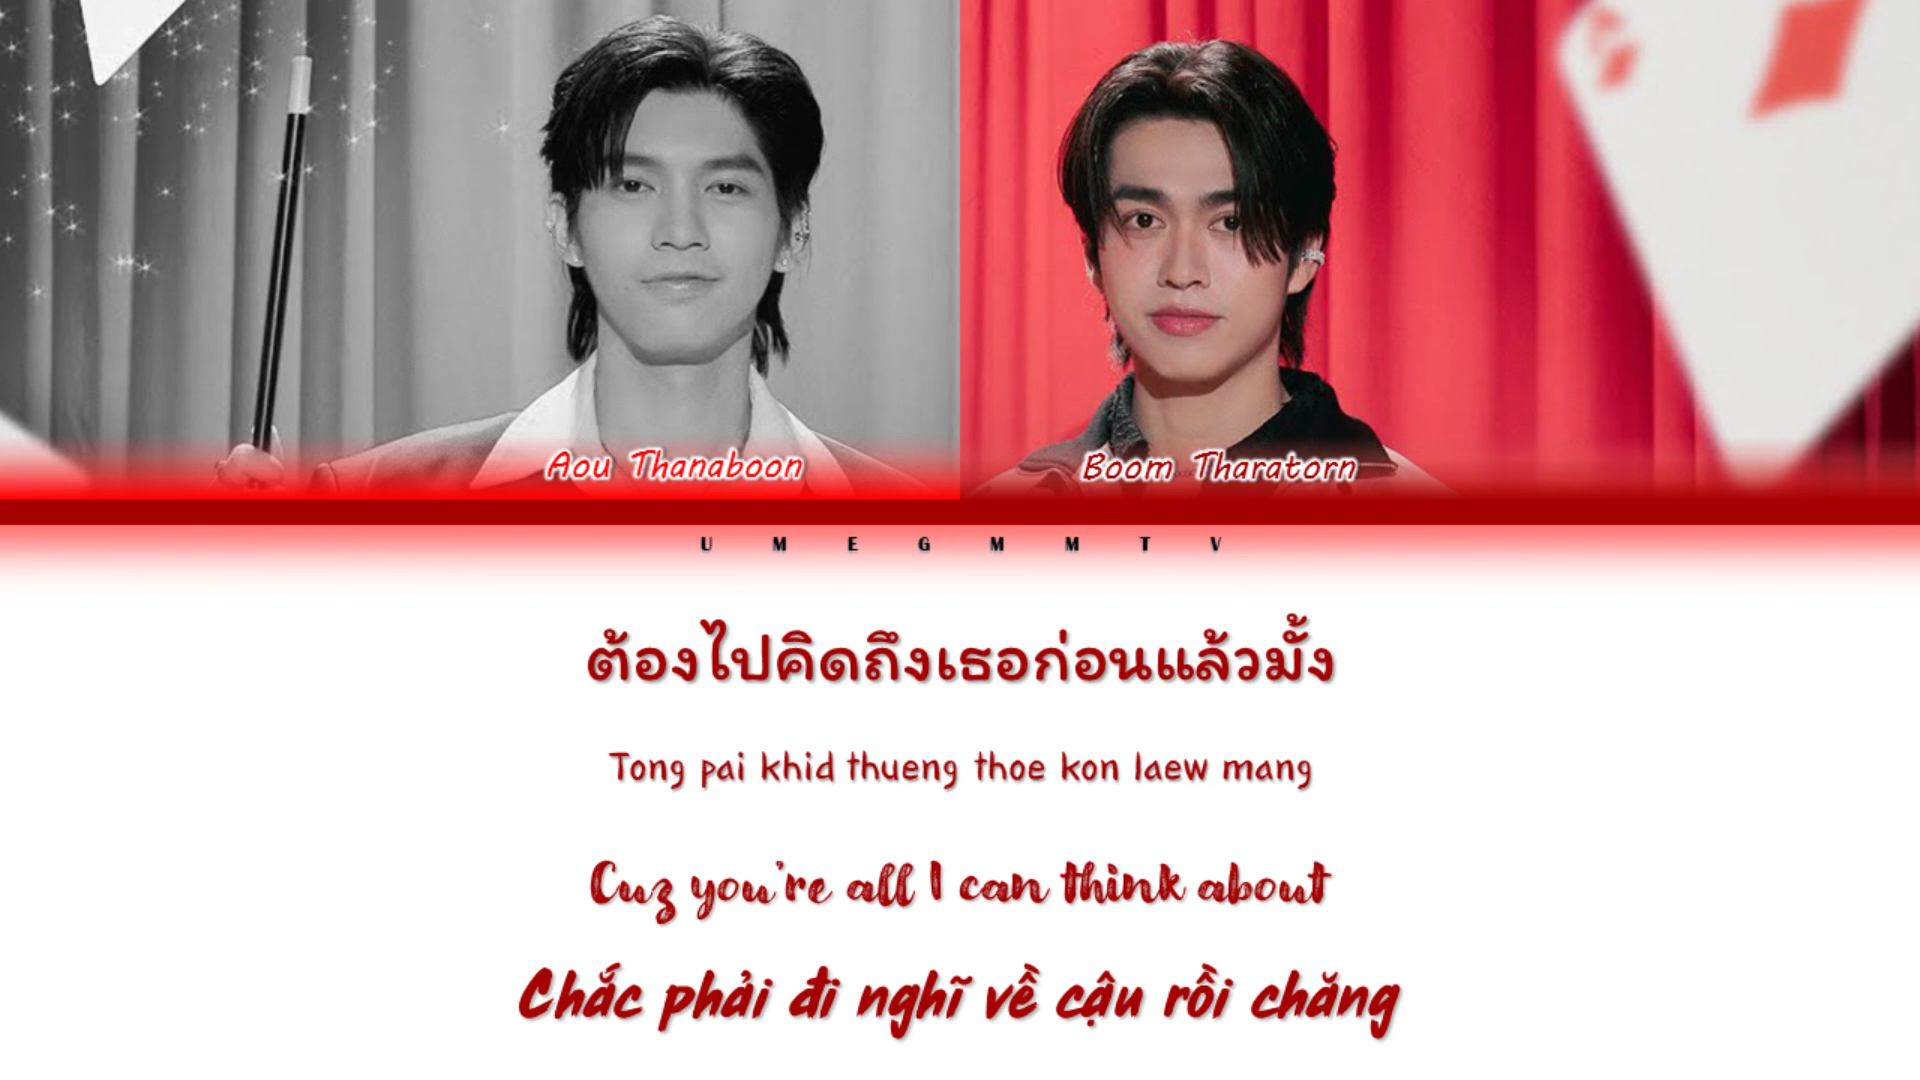 Aou Thanaboon
Boom Tharatorn
UMEGMMTV
ต้องไปคิดถึงเธอก่อนแล้วมั้ง
Tong pai khid thueng thoe kon laew mang
Cuz you're all I can think about
Chắc phải đi nghĩ về cậu rồi chăng